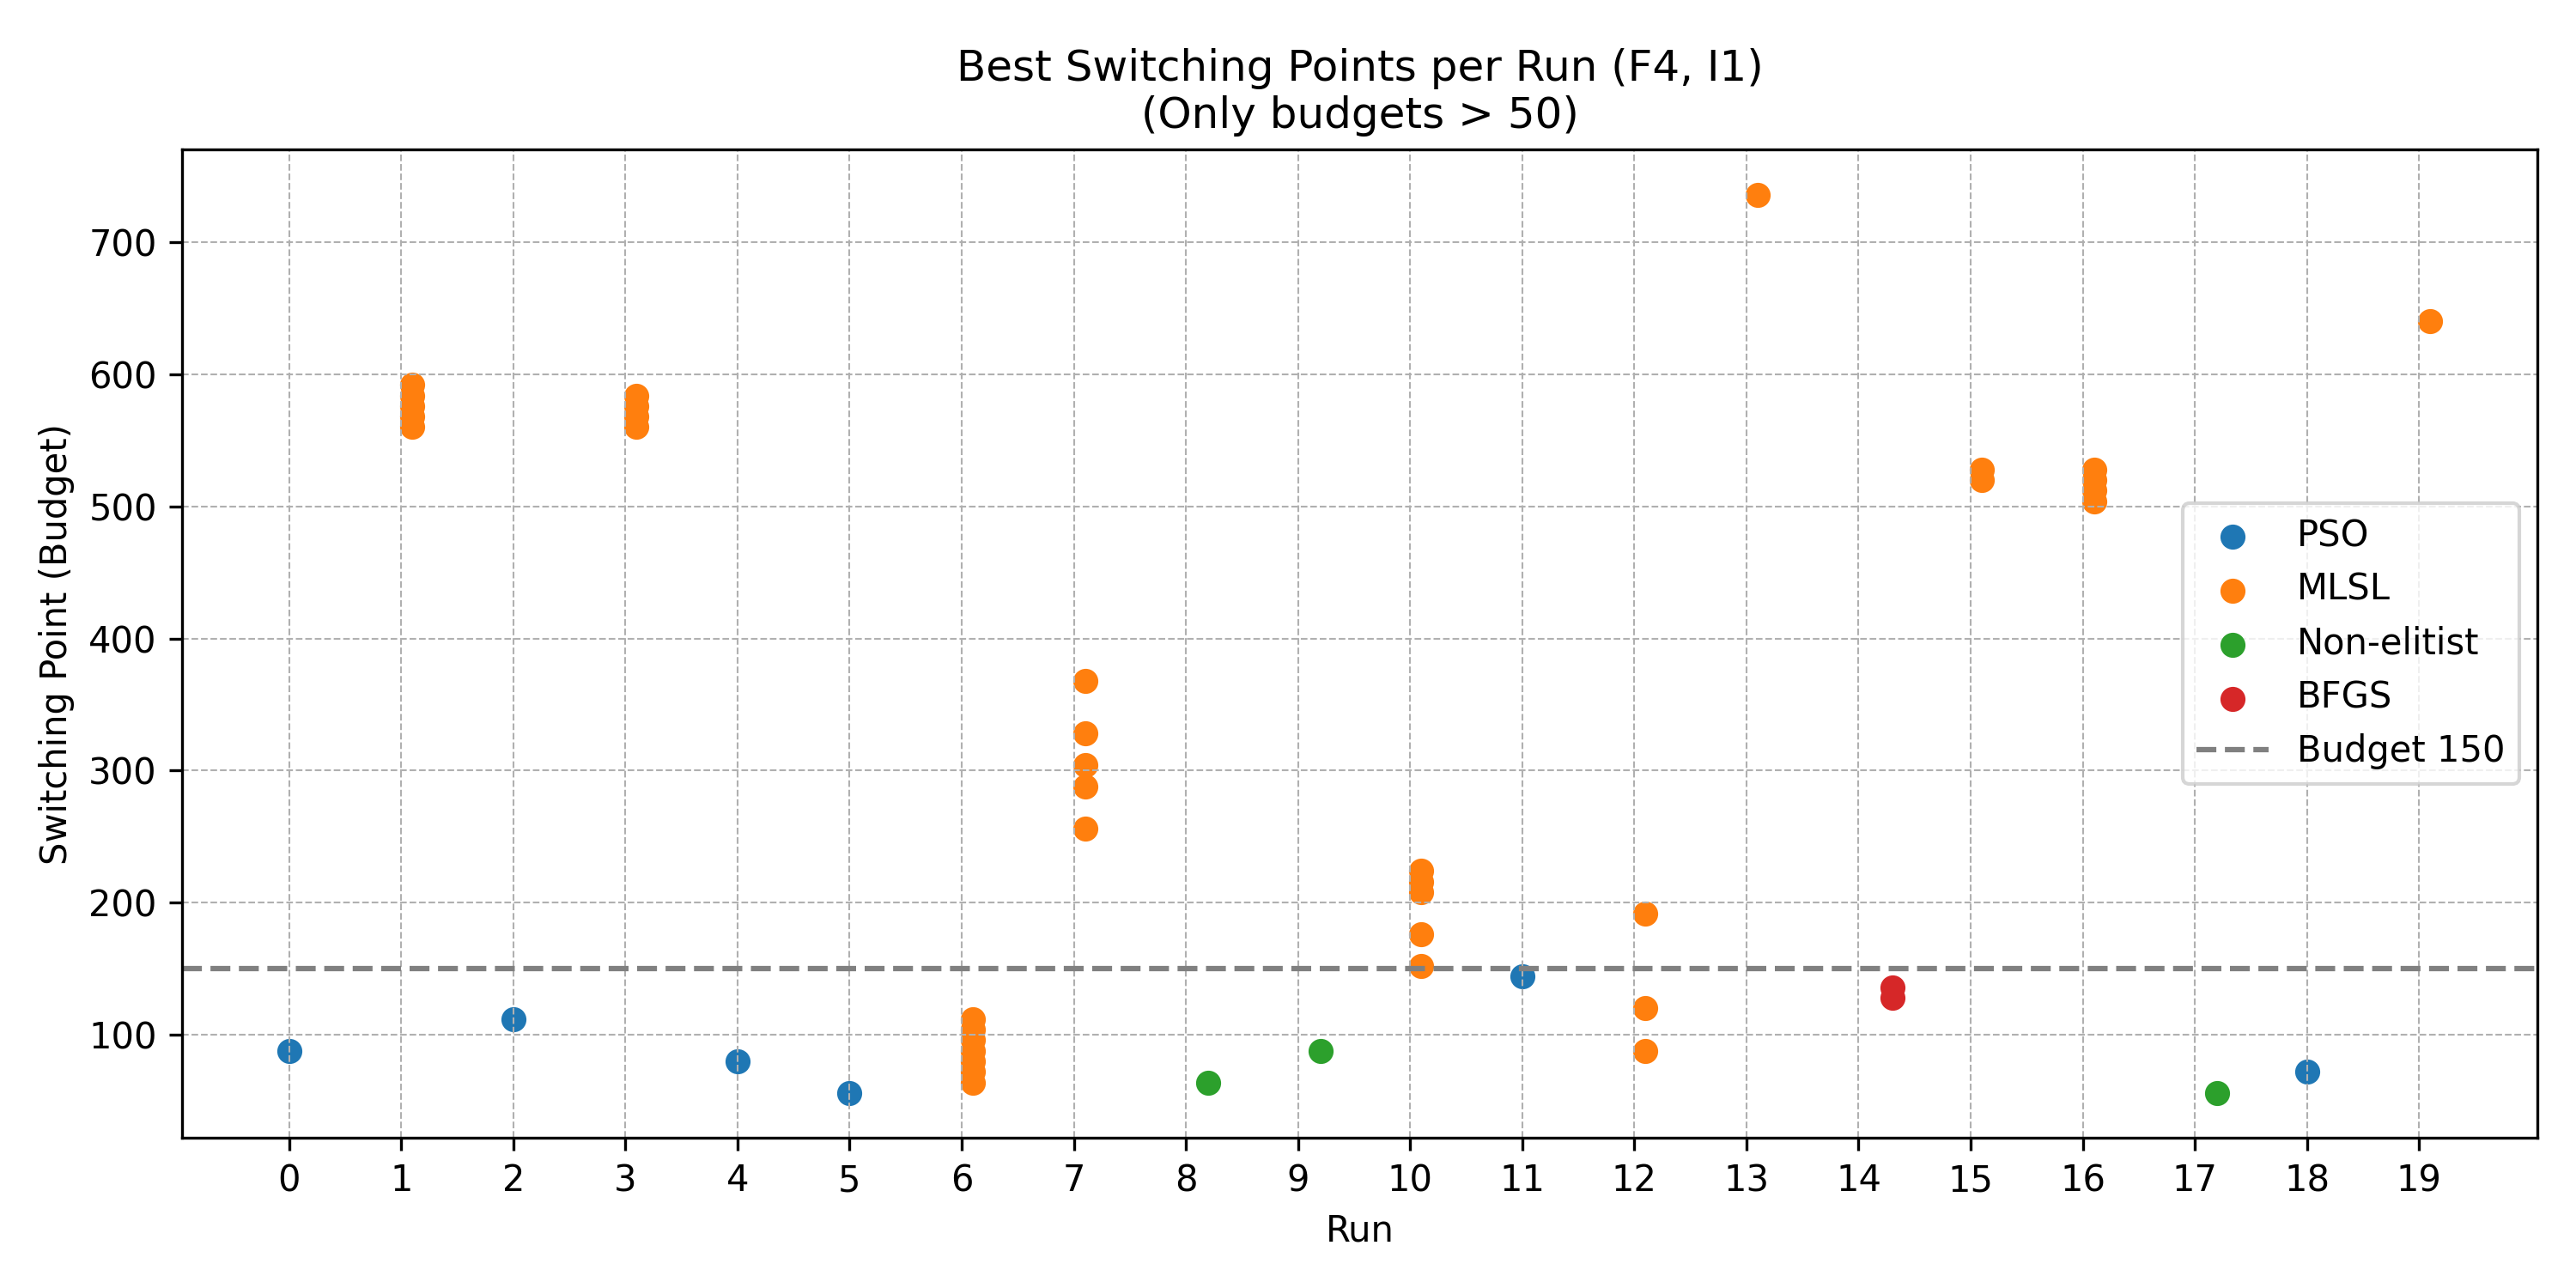 Best Switching Points per Run (F4, I1)
(Only budgets > 50)
Switching Point (Budget)
700
600
500
400
300
200
100
PSO
MLSL
Non-elitist
BFGS
Budget 150
0 1 2 3 4 5 6 7 8 9 10 11 12 13 14 15 16 17 18 19
Run